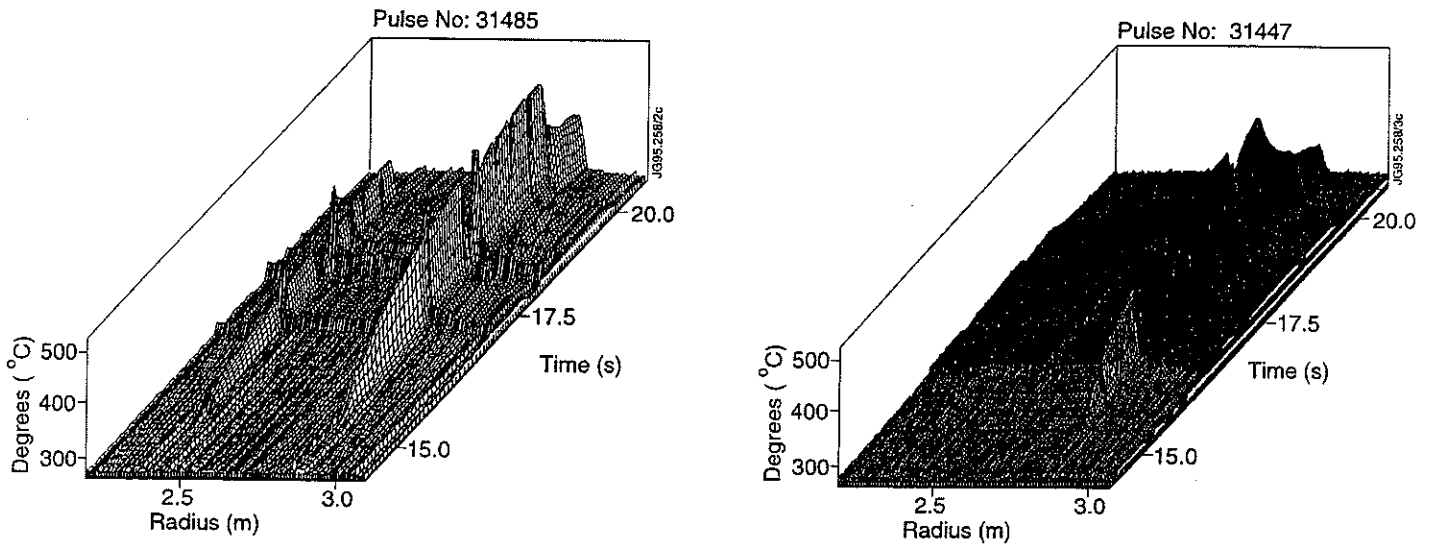 Pulse No: 31485
JG95.258/2c
20.0
17.5
Time (s)
15.0
500
400
300
Degrees ( °C)
2.5
3.0
Radius (m)
Pulse No: 31447
JG95.258/3c
20.0
17.5
Time (s)
15.0
500
400
300
Degrees ( °C)
2.5
3.0
Radius (m)